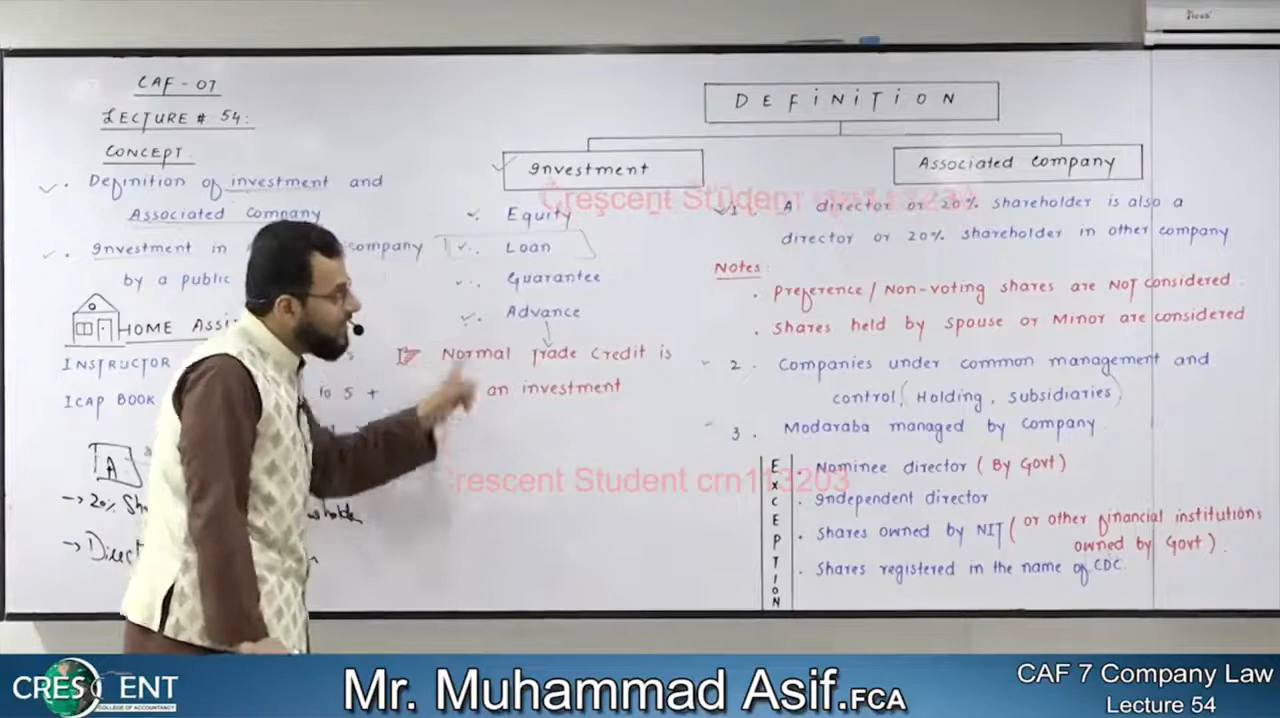 CAF - 07
LECTURE # 54:
CONCEPT.
Definition of investment and
Associated Company
Investment in company
by a public
HOME
INSTRUCTOR
ICAP BOOK to 5 +
A
→ 20%
→
DEFINITION
Investment
Equity
Loan
Guarantee
Advance
Normal Trade Credit is
an investment
Associated Company
1. A director or 20% shareholder is also a
director or 20% shareholder in other company
Notes:
. Preference / Non-voting shares are NOT considered
. Shares held by Spouse or Minor are considered
2. Companies under common management and
control (Holding, subsidiaries)
3. Modaraba managed by company
EXCEPTION
. Nominee director (By Govt)
. Independent director
. Shares owned by NIT (or other financial institutions
owned by Govt).
. Shares registered in the name of CDC.
Crescent Student
Crescent Student crn113203
CRESCENT
COLLEGE OF ACCOUNTANCY
Mr. Muhammad Asif.FCA
CAF 7 Company Law
Lecture 54